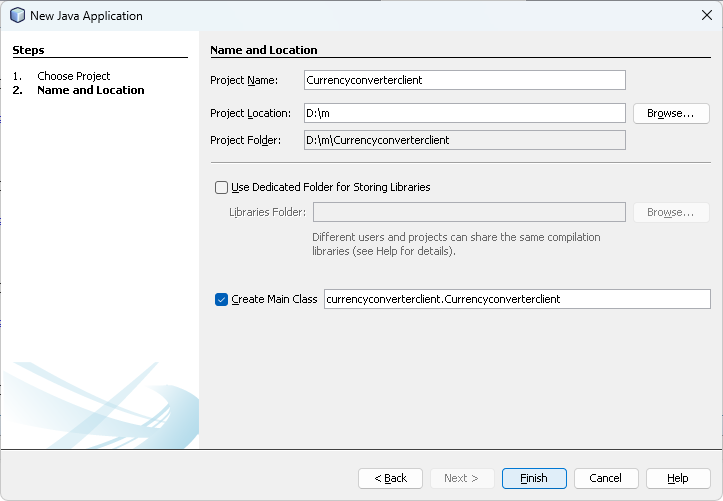 New Java Application
Steps
1. Choose Project
2. Name and Location
Name and Location
Project Name: Currencyconverterclient
Project Location: D:\m Browse...
Project Folder: D:\m\Currencyconverterclient
Use Dedicated Folder for Storing Libraries
Libraries Folder: Browse...
Different users and projects can share the same compilation
libraries (see Help for details).
Create Main Class currencyconverterclient.Currencyconverterclient
< Back Next > Finish Cancel Help